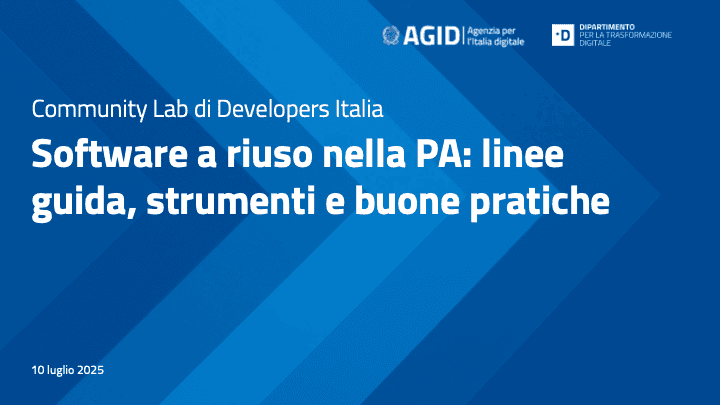 AGID Agenzia per
l'Italia digitale
DIPARTIMENTO
PER LA TRASFORMAZIONE
DIGITALE
Community Lab di Developers Italia
Software a riuso nella PA: linee
guida, strumenti e buone pratiche
10 luglio 2025